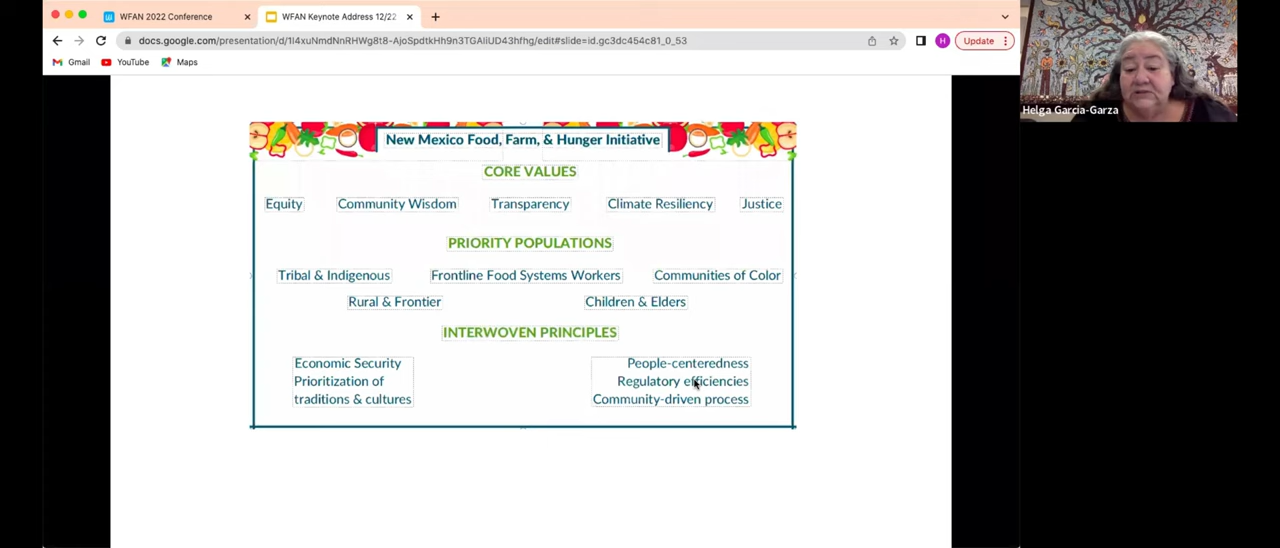 WFAN 2022 Conference
WFAN Keynote Address 12/22
docs.google.com/presentation/d/1l4xuNmdNnRHWg8t8-AjoSpdtkHh9n3TGAIiUD43hfhg/edit#slide=id.gc3dc454c81_0_53
H
Update
Gmail
YouTube
Maps
Helga Garcia-Garza
New Mexico Food, Farm, & Hunger Initiative
CORE VALUES
Equity Community Wisdom Transparency Climate Resiliency Justice
PRIORITY POPULATIONS
Tribal & Indigenous Frontline Food Systems Workers Communities of Color
Rural & Frontier Children & Elders
INTERWOVEN PRINCIPLES
Economic Security
Prioritization of
traditions & cultures
People-centeredness
Regulatory efficiencies
Community-driven process